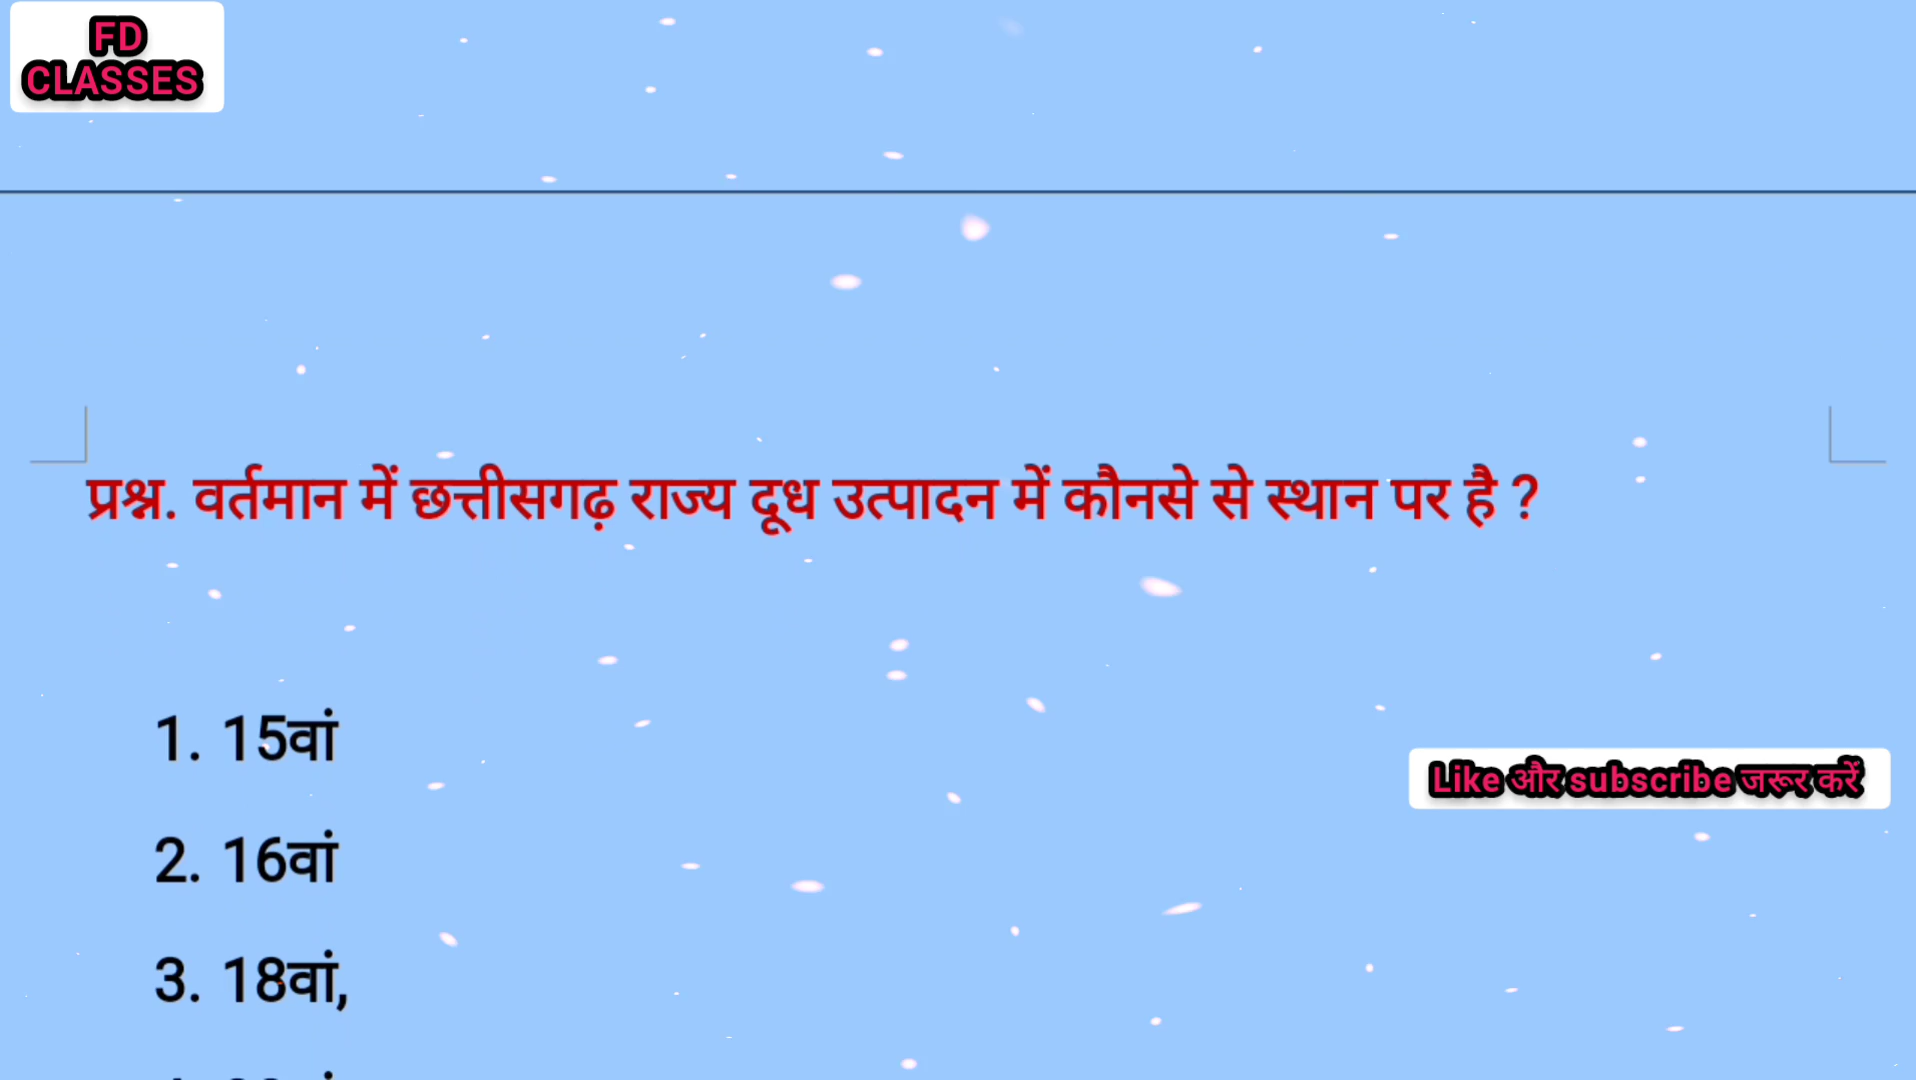 FD
CLASSES
प्रश्न. वर्तमान में छत्तीसगढ़ राज्य दूध उत्पादन में कौनसे से स्थान पर है ?
1. 15वां
Like और subscribe जरूर करें
2. 16वां
3. 18वां,